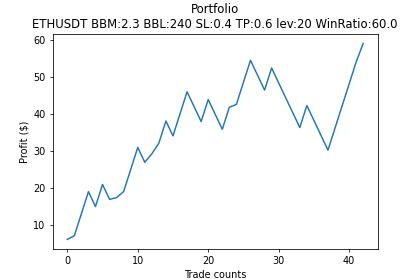 Portfolio
ETHUSDT BBM:2.3 BBL:240 SL:0.4 TP:0.6 lev:20 WinRatio:60.0
60
50
40
30
20
10
Profit ($)
0
10
20
30
40
Trade counts